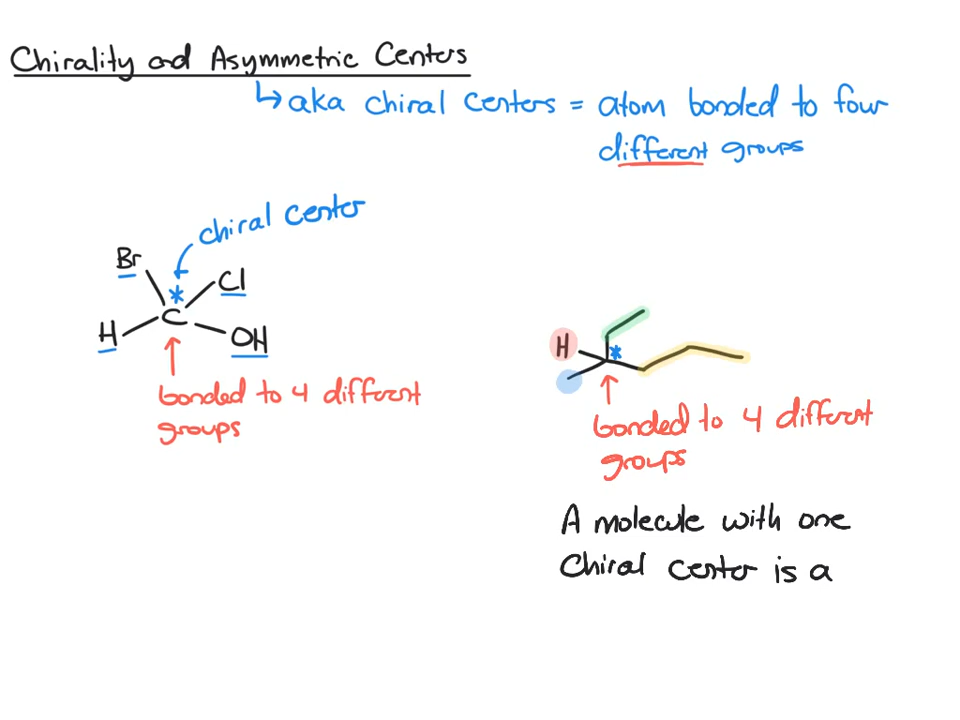 Chirality and Asymmetric Centers
↳ aka chiral centers = atom bonded to four
different groups
chiral center
Br
Cl
*
C
H
OH
H
*
bonded to 4 different
groups
bonded to 4 different
groups
A molecule with one
Chiral center is a